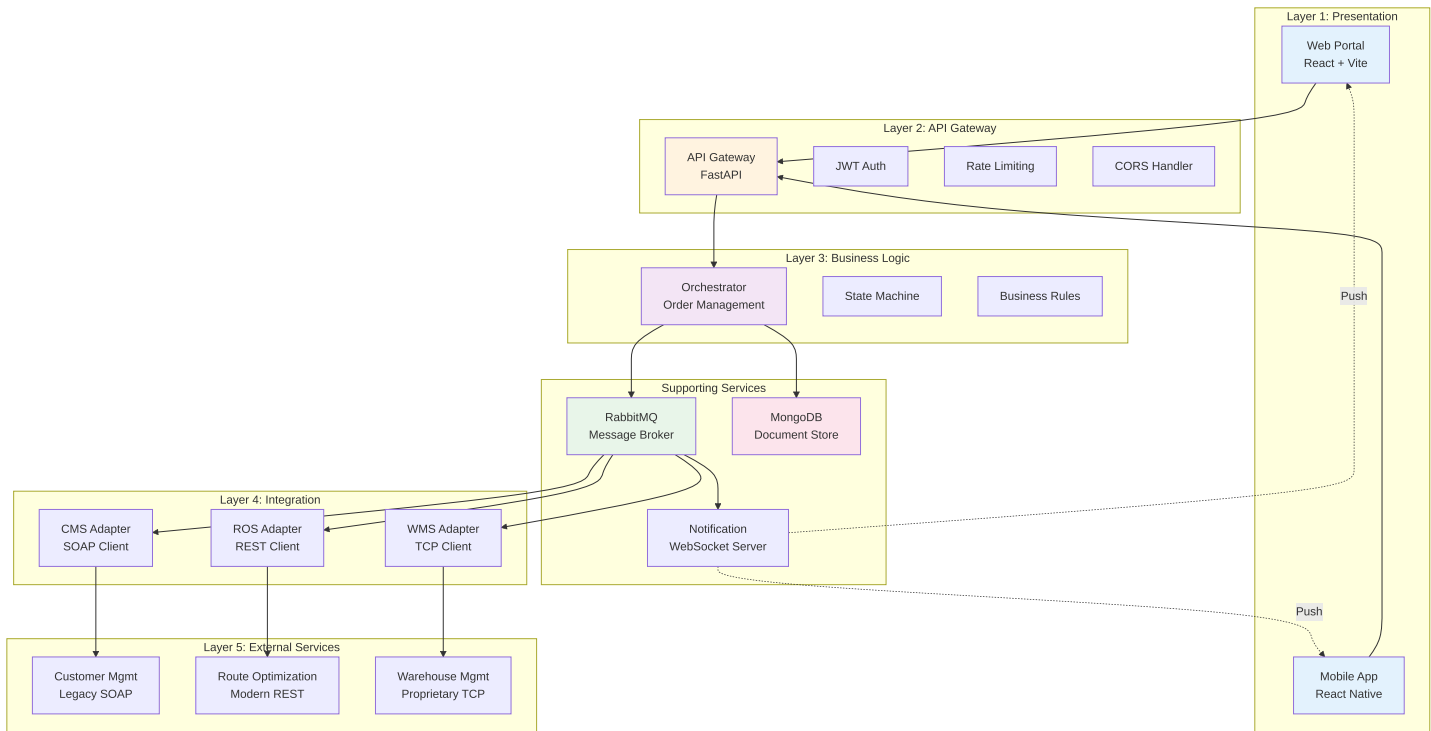 Layer 1: Presentation
Web Portal
React + Vite
Layer 2: API Gateway
API Gateway
FastAPI
JWT Auth
Rate Limiting
CORS Handler
Layer 3: Business Logic
Orchestrator
Order Management
State Machine
Business Rules
Push
Supporting Services
RabbitMQ
Message Broker
MongoDB
Document Store
Layer 4: Integration
CMS Adapter
SOAP Client
ROS Adapter
REST Client
WMS Adapter
TCP Client
Notification
WebSocket Server
Push
Layer 5: External Services
Customer Mgmt
Legacy SOAP
Route Optimization
Modern REST
Warehouse Mgmt
Proprietary TCP
Mobile App
React Native